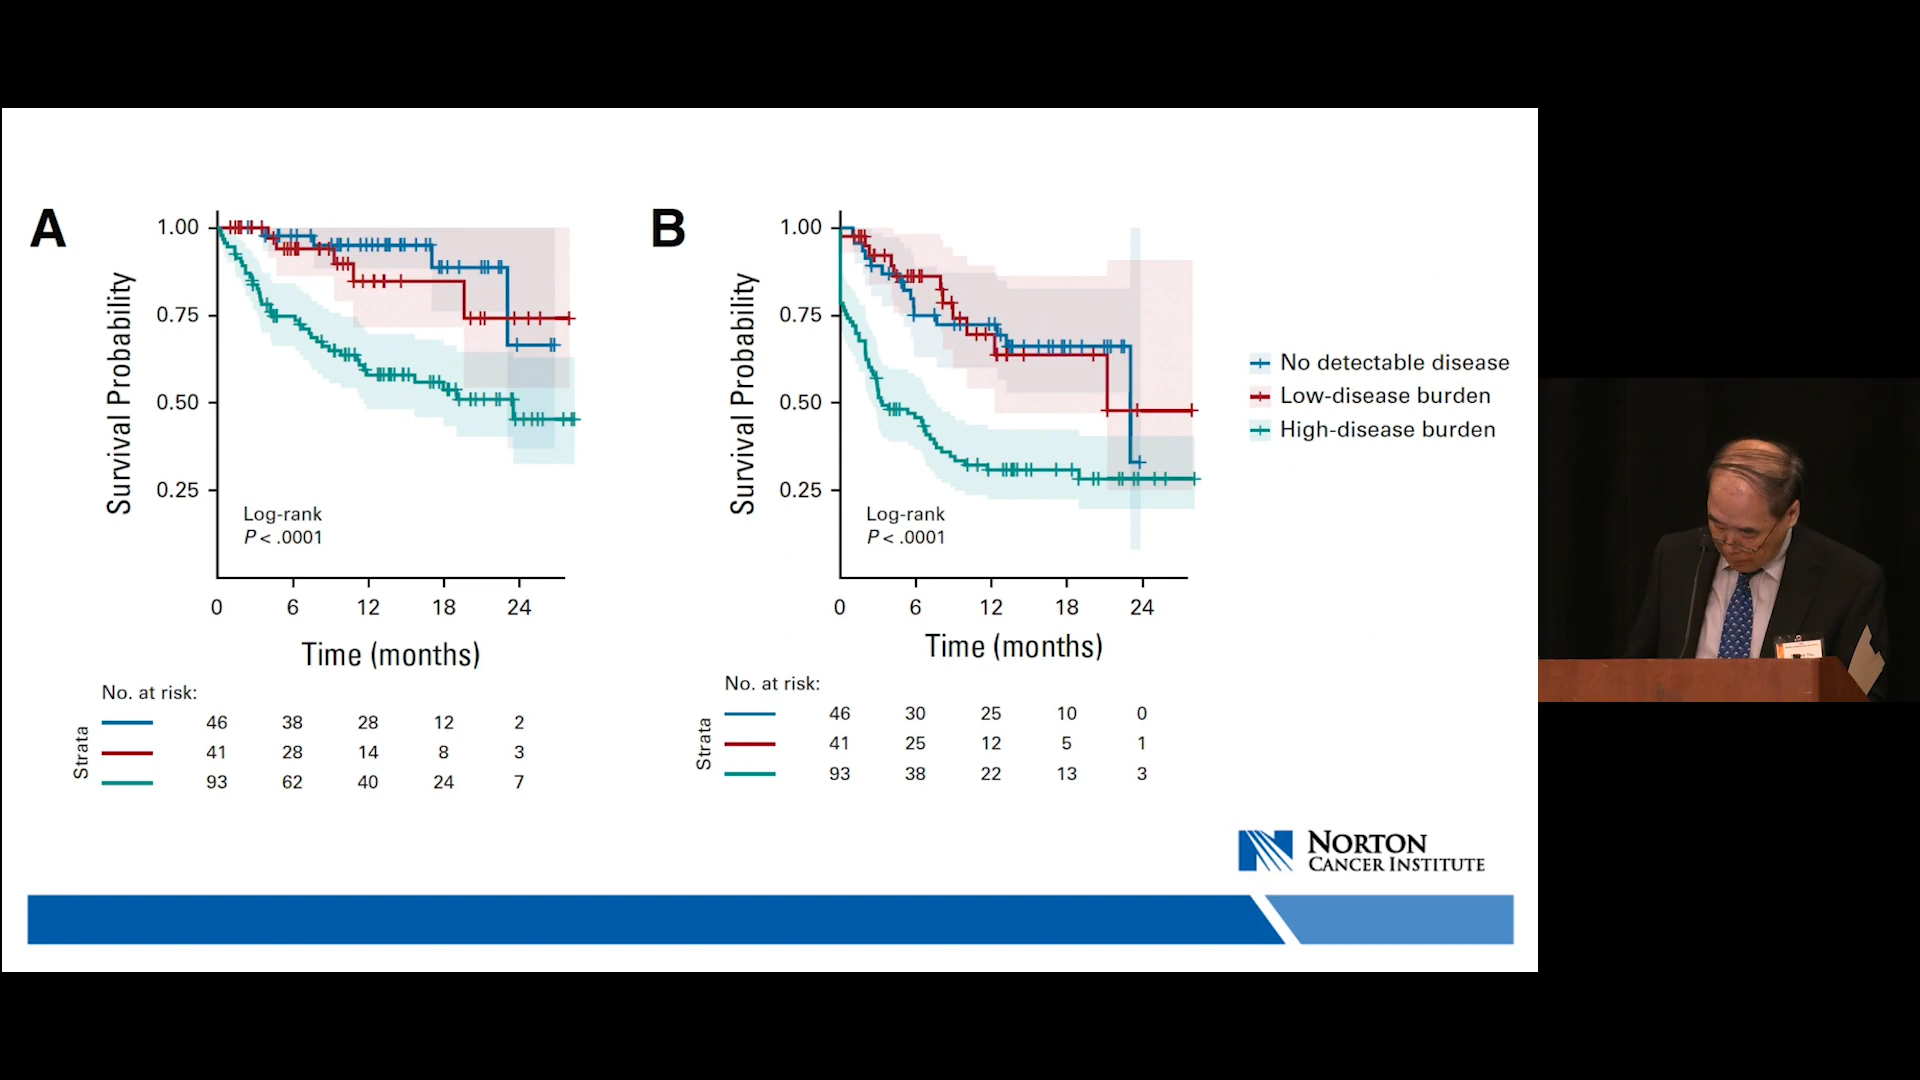 A
Survival Probability
1.00
0.75
0.50
0.25
Log-rank
P < .0001
0 6 12 18 24
Time (months)
No. at risk:
Strata
46 38 28 12 2
41 28 14 8 3
93 62 40 24 7
B
Survival Probability
1.00
0.75
0.50
0.25
Log-rank
P < .0001
0 6 12 18 24
Time (months)
No. at risk:
Strata
46 30 25 10 0
41 25 12 5 1
93 38 22 13 3
No detectable disease
Low-disease burden
High-disease burden
NORTON
CANCER INSTITUTE